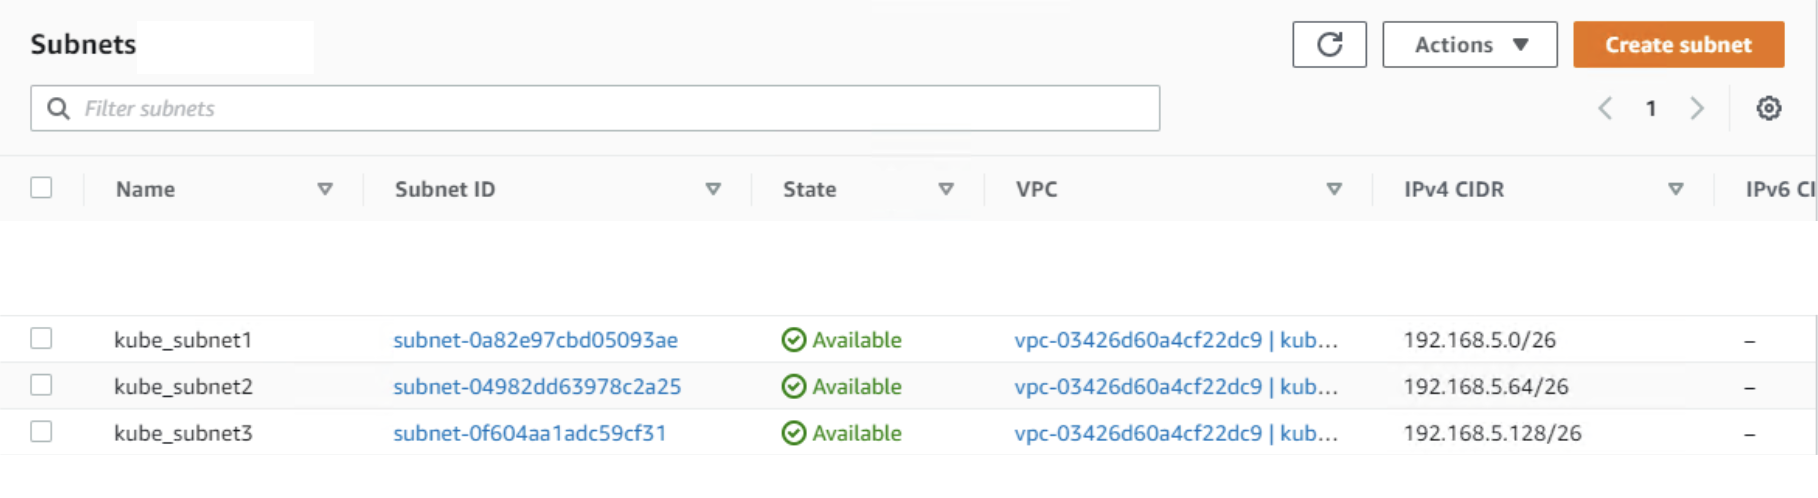 Subnets
Actions Create subnet
Filter subnets
1
Name Subnet ID State VPC IPv4 CIDR IPv6 CI
kube_subnet1 subnet-0a82e97cbd05093ae Available vpc-03426d60a4cf22dc9 | kub... 192.168.5.0/26 –
kube_subnet2 subnet-04982dd63978c2a25 Available vpc-03426d60a4cf22dc9 | kub... 192.168.5.64/26 –
kube_subnet3 subnet-0f604aa1adc59cf31 Available vpc-03426d60a4cf22dc9 | kub... 192.168.5.128/26 –